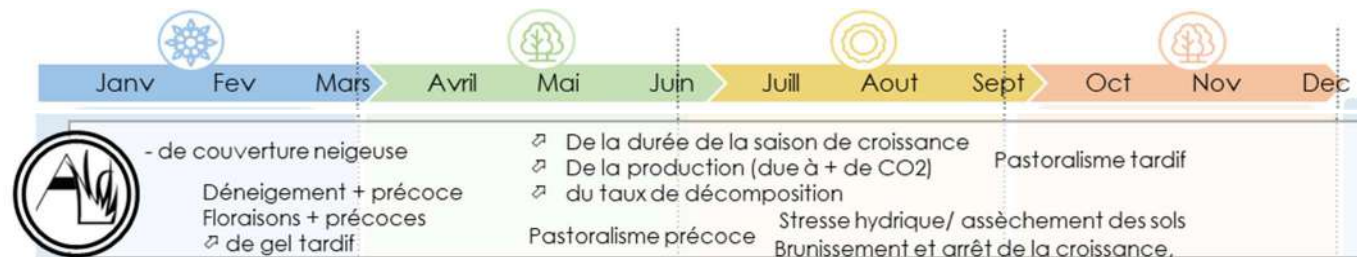 Janv Fev Mars Avril Mai Juin Juill Aout Sept Oct Nov Dec
- de couverture neigeuse
Déneigement + précoce
Floraisons + précoces
↗ de gel tardif
↗ De la durée de la saison de croissance
↗ De la production (due à + de CO2)
↗ du taux de décomposition
Pastoralisme précoce
Pastoralisme tardif
Stresse hydrique/ assèchement des sols
Brunissement et arrêt de la croissance,